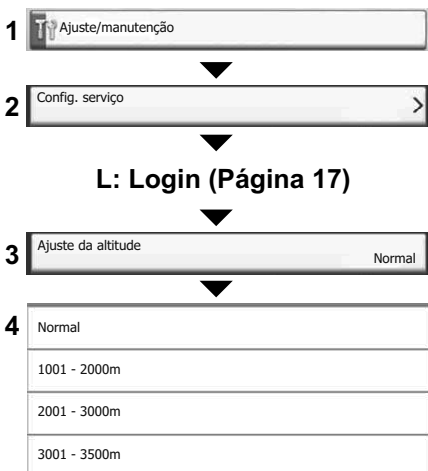 1 Ajuste/manutenção
2 Config. serviço
L: Login (Página 17)
3 Ajuste da altitude
Normal
4 Normal
1001 - 2000m
2001 - 3000m
3001 - 3500m